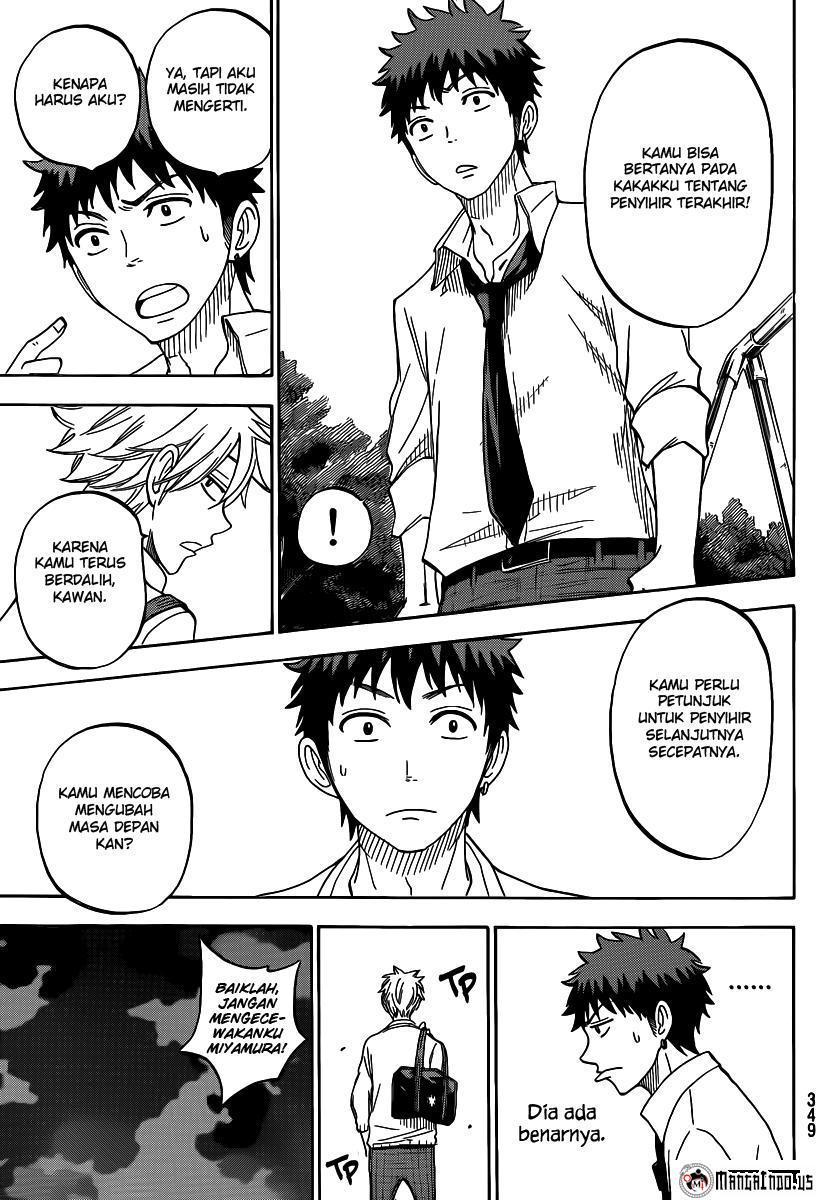 KAMU BISA
BERTANYA PADA
KAKAKKU TENTANG
PENYIHIR TERAKHIR!
!
YA, TAPI AKU
MASIH TIDAK
MENGERTI.
KENAPA
HARUS AKU?
KARENA
KAMU TERUS
BERDALIH,
KAWAN.
KAMU PERLU
PETUNJUK
UNTUK PENYIHIR
SELANJUTNYA
SECEPATNYA.
KAMU MENCOBA
MENGUBAH
MASA DEPAN
KAN?
......
Dia ada
benarnya.
TP
TP
BAIKLAH,
JANGAN
MENGECE-
WAKANKU
MIYAMURA!
349
MANGAINDO.US